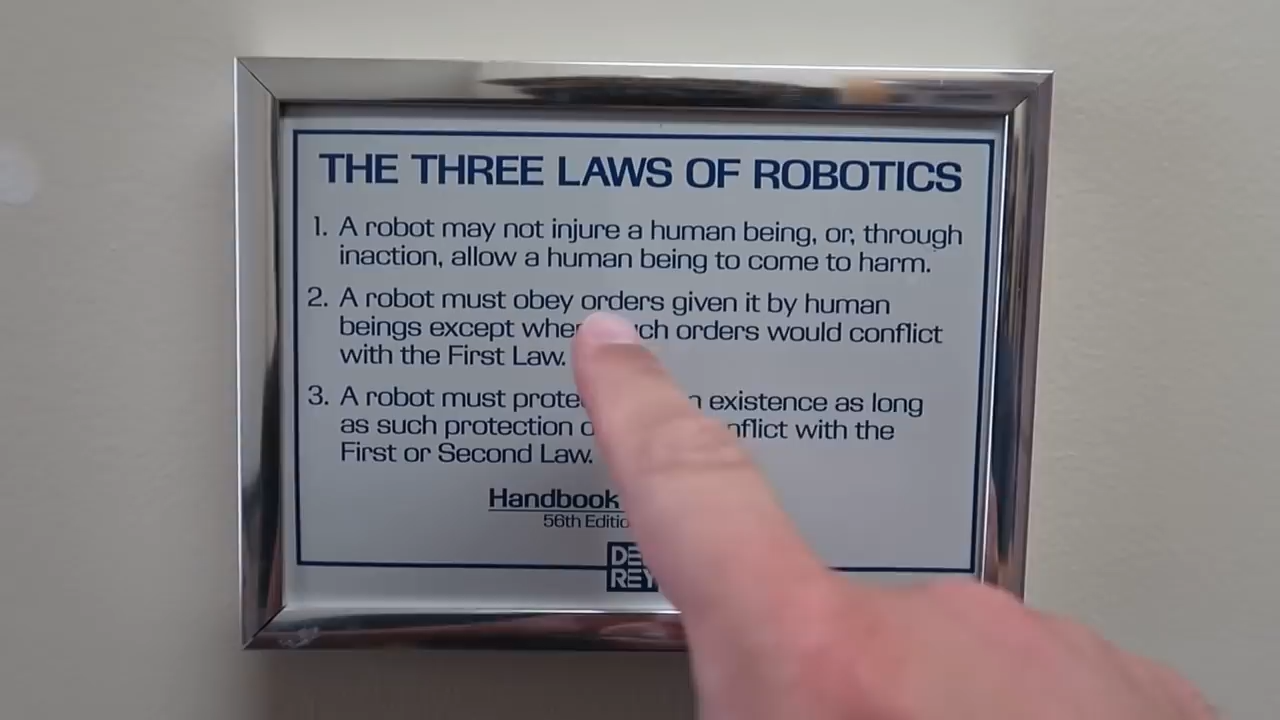 THE THREE LAWS OF ROBOTICS
1. A robot may not injure a human being, or, through
inaction, allow a human being to come to harm.
2. A robot must obey orders given it by human
beings except orders would conflict
with the First Law.
3. A robot must existence as long
as such protection with the
First or Second Law.
Handbook
56th
DEL
REY